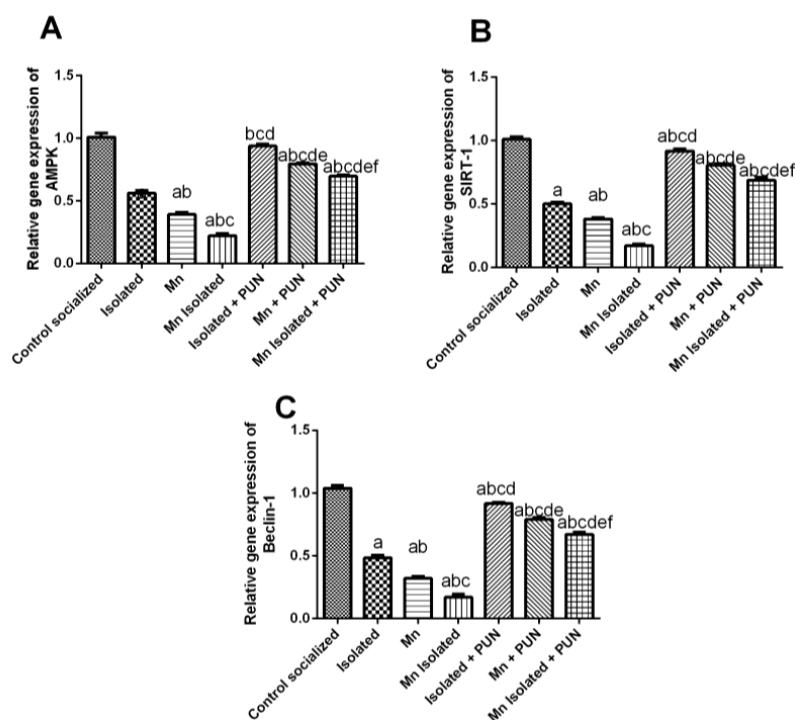 A
Relative gene expression of
AMPK
1.5
1.0
0.5
0.0
ab
abc
bcd
abcde
abcdef
Control socialized
Isolated
Mn
Mn Isolated
Isolated + PUN
Mn + PUN
Mn Isolated + PUN
B
Relative gene expression of
SIRT-1
1.5
1.0
0.5
0.0
a
ab
abc
abcd
abcde
abcdef
Control socialized
Isolated
Mn
Mn Isolated
Isolated + PUN
Mn + PUN
Mn Isolated + PUN
C
Relative gene expression of
Beclin-1
1.5
1.0
0.5
0.0
a
ab
abc
abcd
abcde
abcdef
Control socialized
Isolated
Mn
Mn Isolated
Isolated + PUN
Mn + PUN
Mn Isolated + PUN